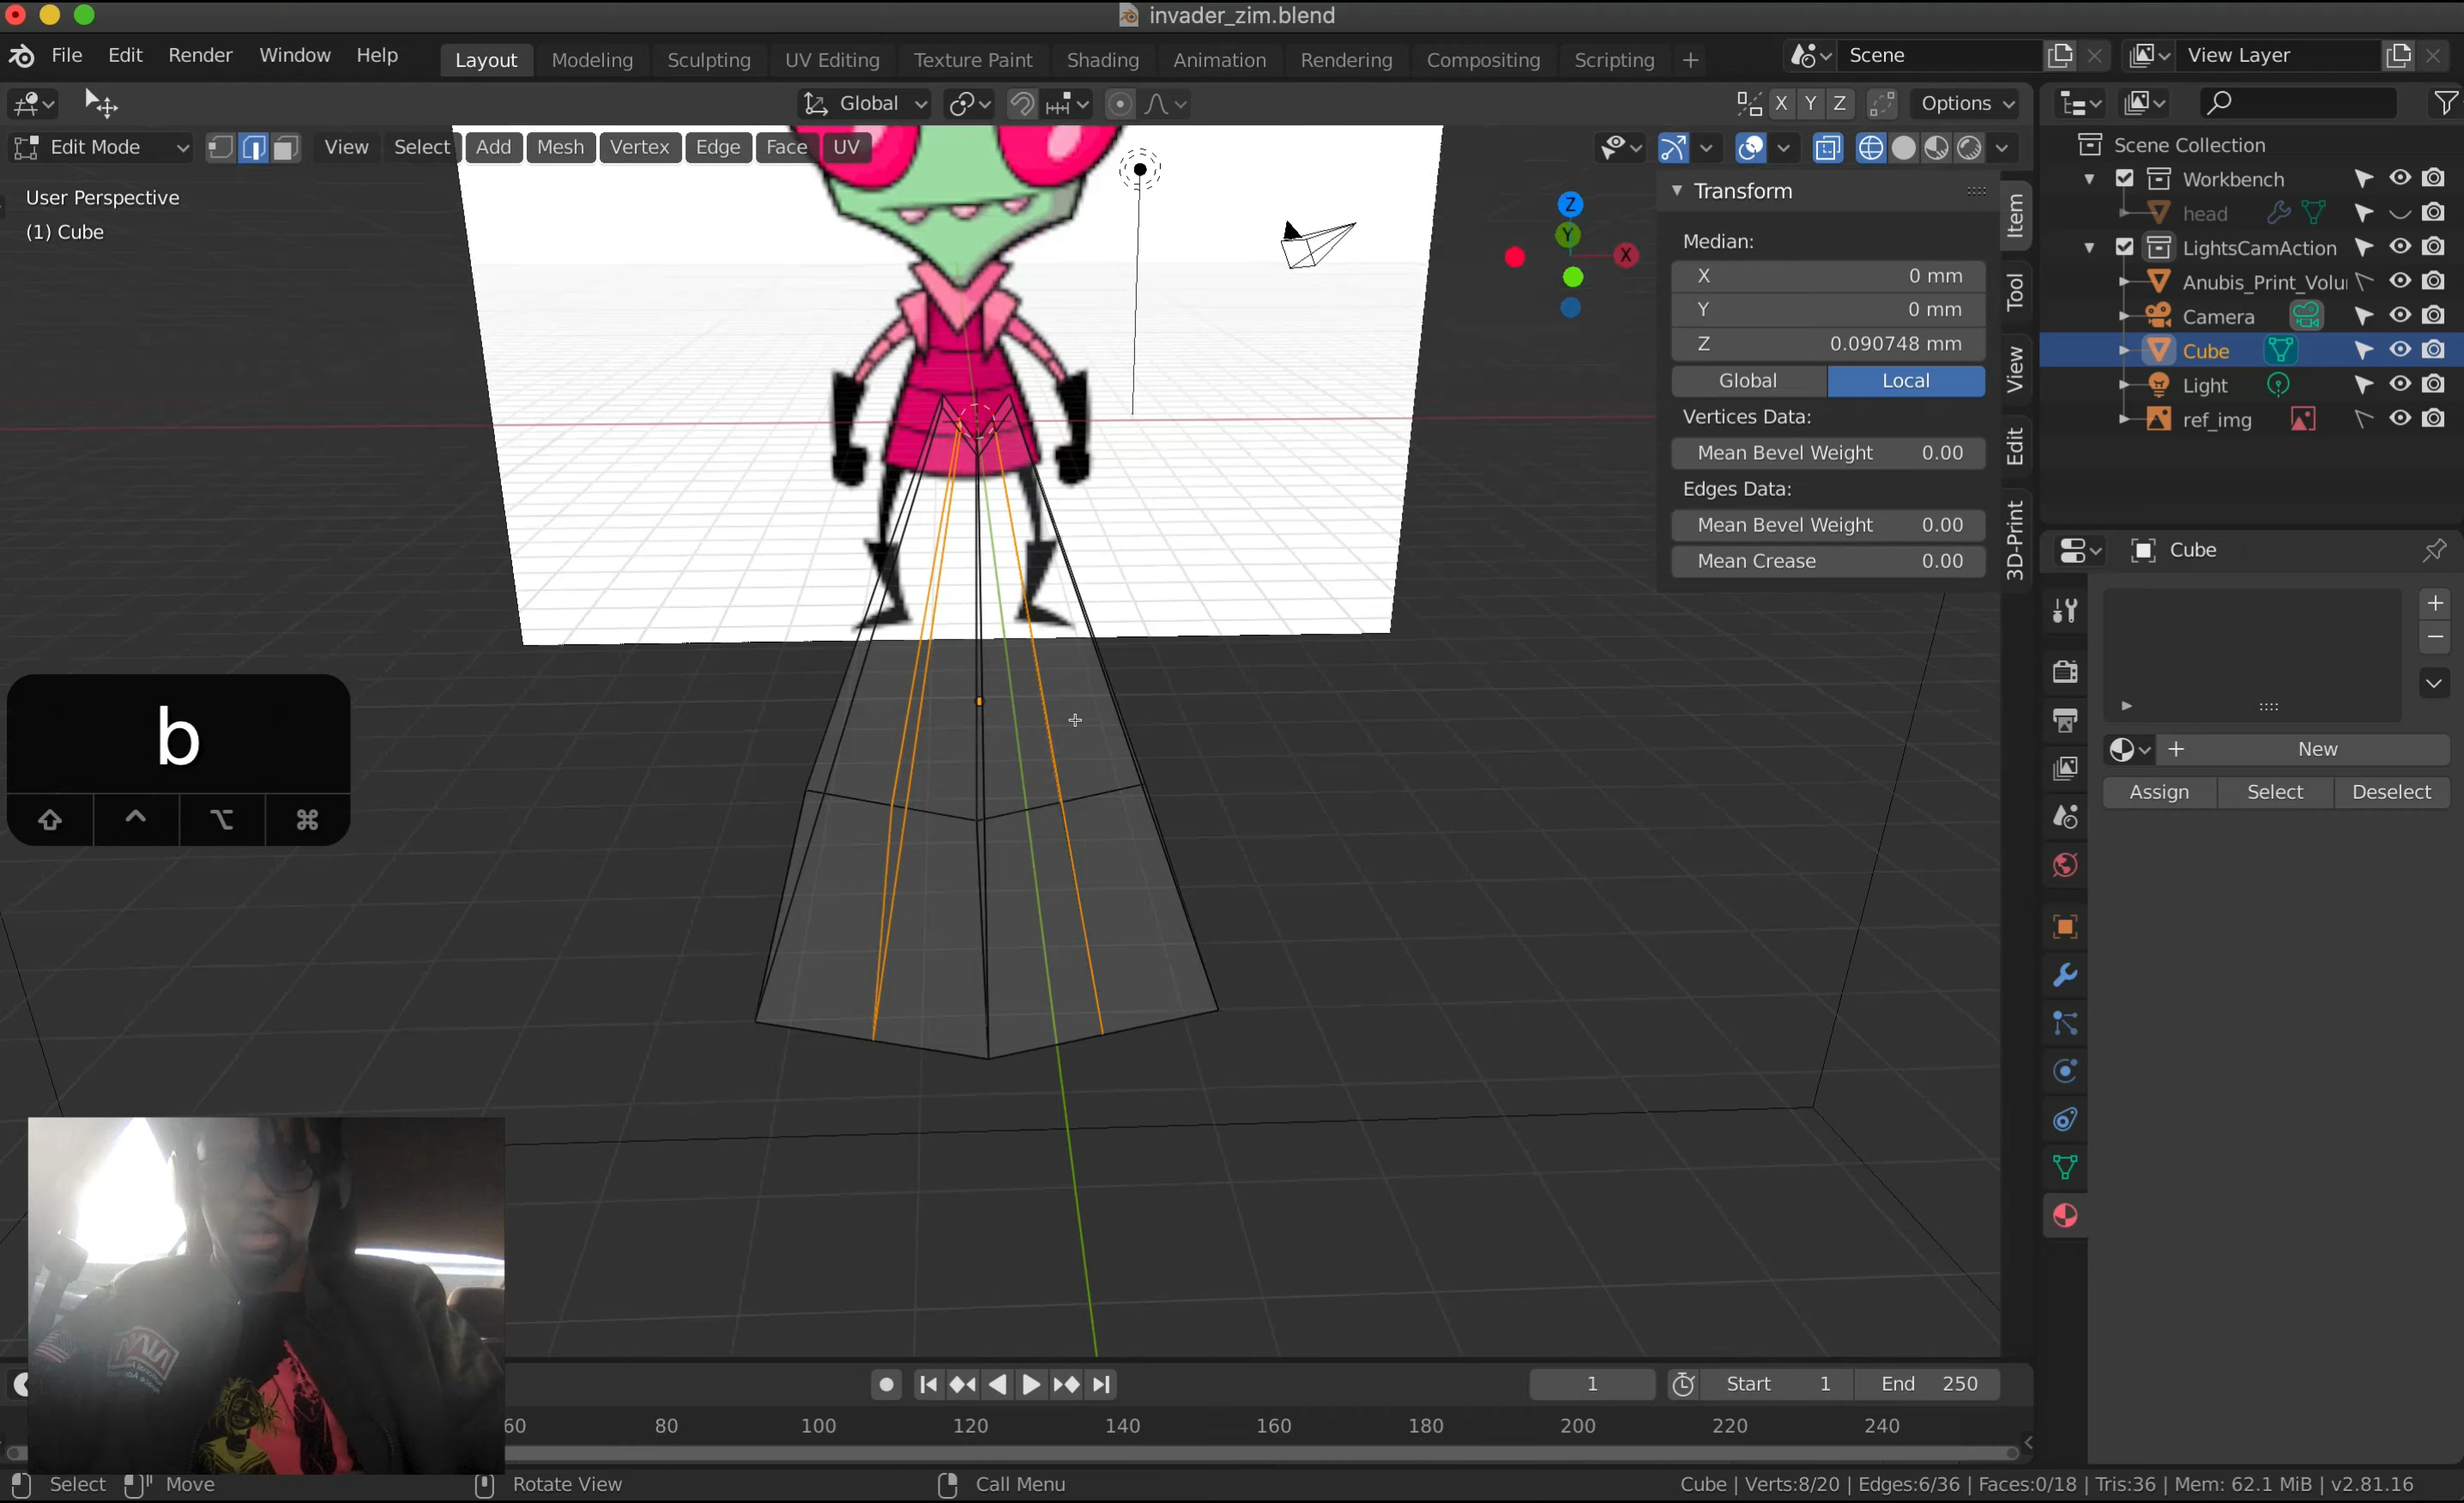 invader_zim.blend
File Edit Render Window Help Layout Modeling Sculpting UV Editing Texture Paint Shading Animation Rendering Compositing Scripting + Scene View Layer
Global X Y Z Options
Edit Mode View Select Add Mesh Vertex Edge Face UV
User Perspective
(1) Cube
Z
Y
X
Transform
Median:
X 0 mm
Y 0 mm
Z 0.090748 mm
Global Local
Vertices Data:
Mean Bevel Weight 0.00
Edges Data:
Mean Bevel Weight 0.00
Mean Crease 0.00
Item
Tool
View
Edit
3D-Print
Scene Collection
Workbench
head
LightsCamAction
Anubis_Print_Volu
Camera
Cube
Light
ref_img
Cube
New
Assign Select Deselect
b
1 Start 1 End 250
60 80 100 120 140 160 180 200 220 240
Select Move Rotate View Call Menu Cube | Verts:8/20 | Edges:6/36 | Faces:0/18 | Tris:36 | Mem: 62.1 MiB | v2.81.16